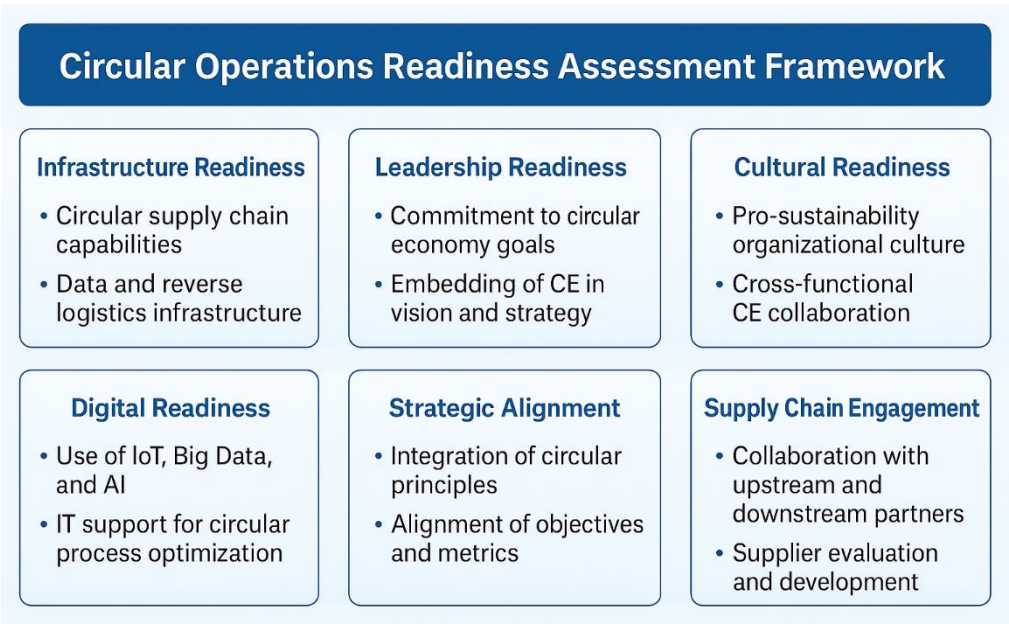 Circular Operations Readiness Assessment Framework
Infrastructure Readiness
• Circular supply chain
capabilities
• Data and reverse
logistics infrastructure
Leadership Readiness
• Commitment to circular
economy goals
• Embedding of CE in
vision and strategy
Cultural Readiness
• Pro-sustainability
organizational culture
• Cross-functional
CE collaboration
Digital Readiness
• Use of IoT, Big Data,
and AI
• IT support for circular
process optimization
Strategic Alignment
• Integration of circular
principles
• Alignment of objectives
and metrics
Supply Chain Engagement
• Collaboration with
upstream and
downstream partners
• Supplier evaluation
and development